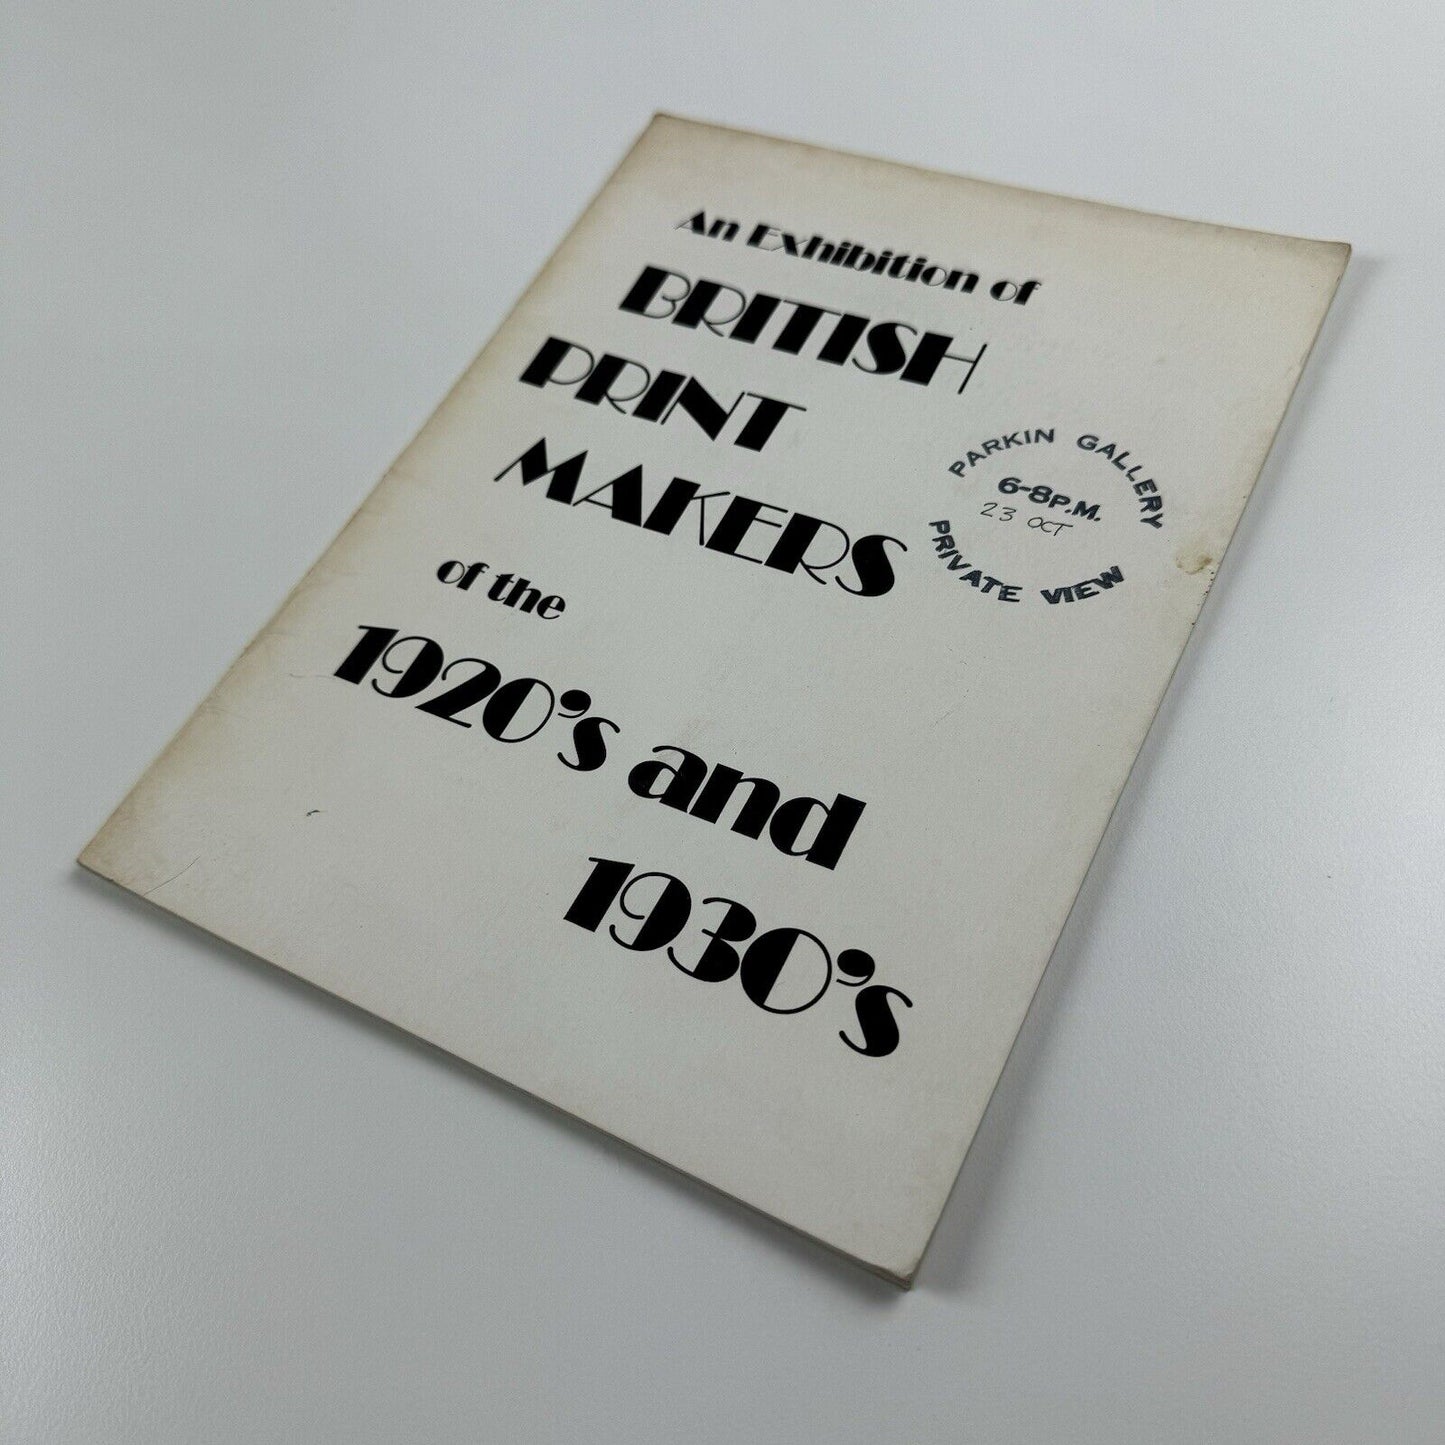 An Exhibition of
BRITISH
PRINT
MAKERS
of the
1920's and
1930's
PARKIN GALLERY
6-8P.M.
23 OCT
PRIVATE VIEW